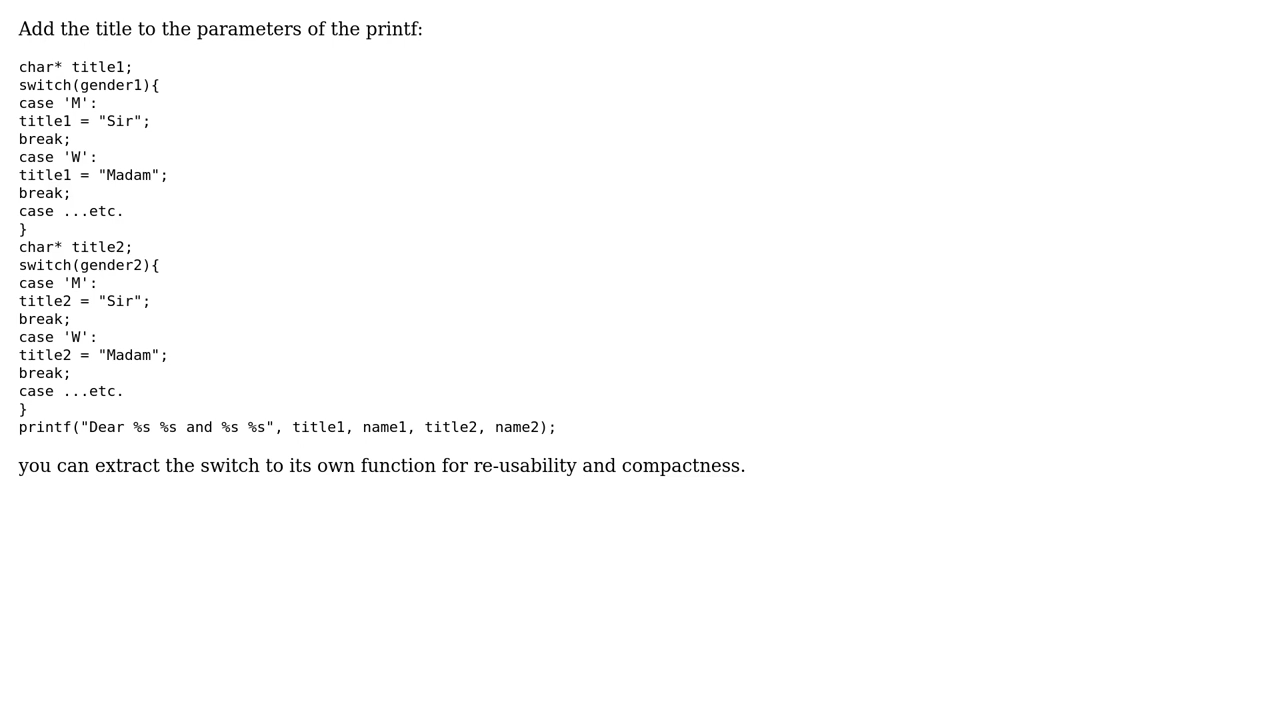 Add the title to the parameters of the printf:
char* title1;
switch(gender1){
case 'M':
title1 = "Sir";
break;
case 'W':
title1 = "Madam";
break;
case ...etc.
}
char* title2;
switch(gender2){
case 'M':
title2 = "Sir";
break;
case 'W':
title2 = "Madam";
break;
case ...etc.
}
printf("Dear %s %s and %s %s", title1, name1, title2, name2);
you can extract the switch to its own function for re-usability and compactness.